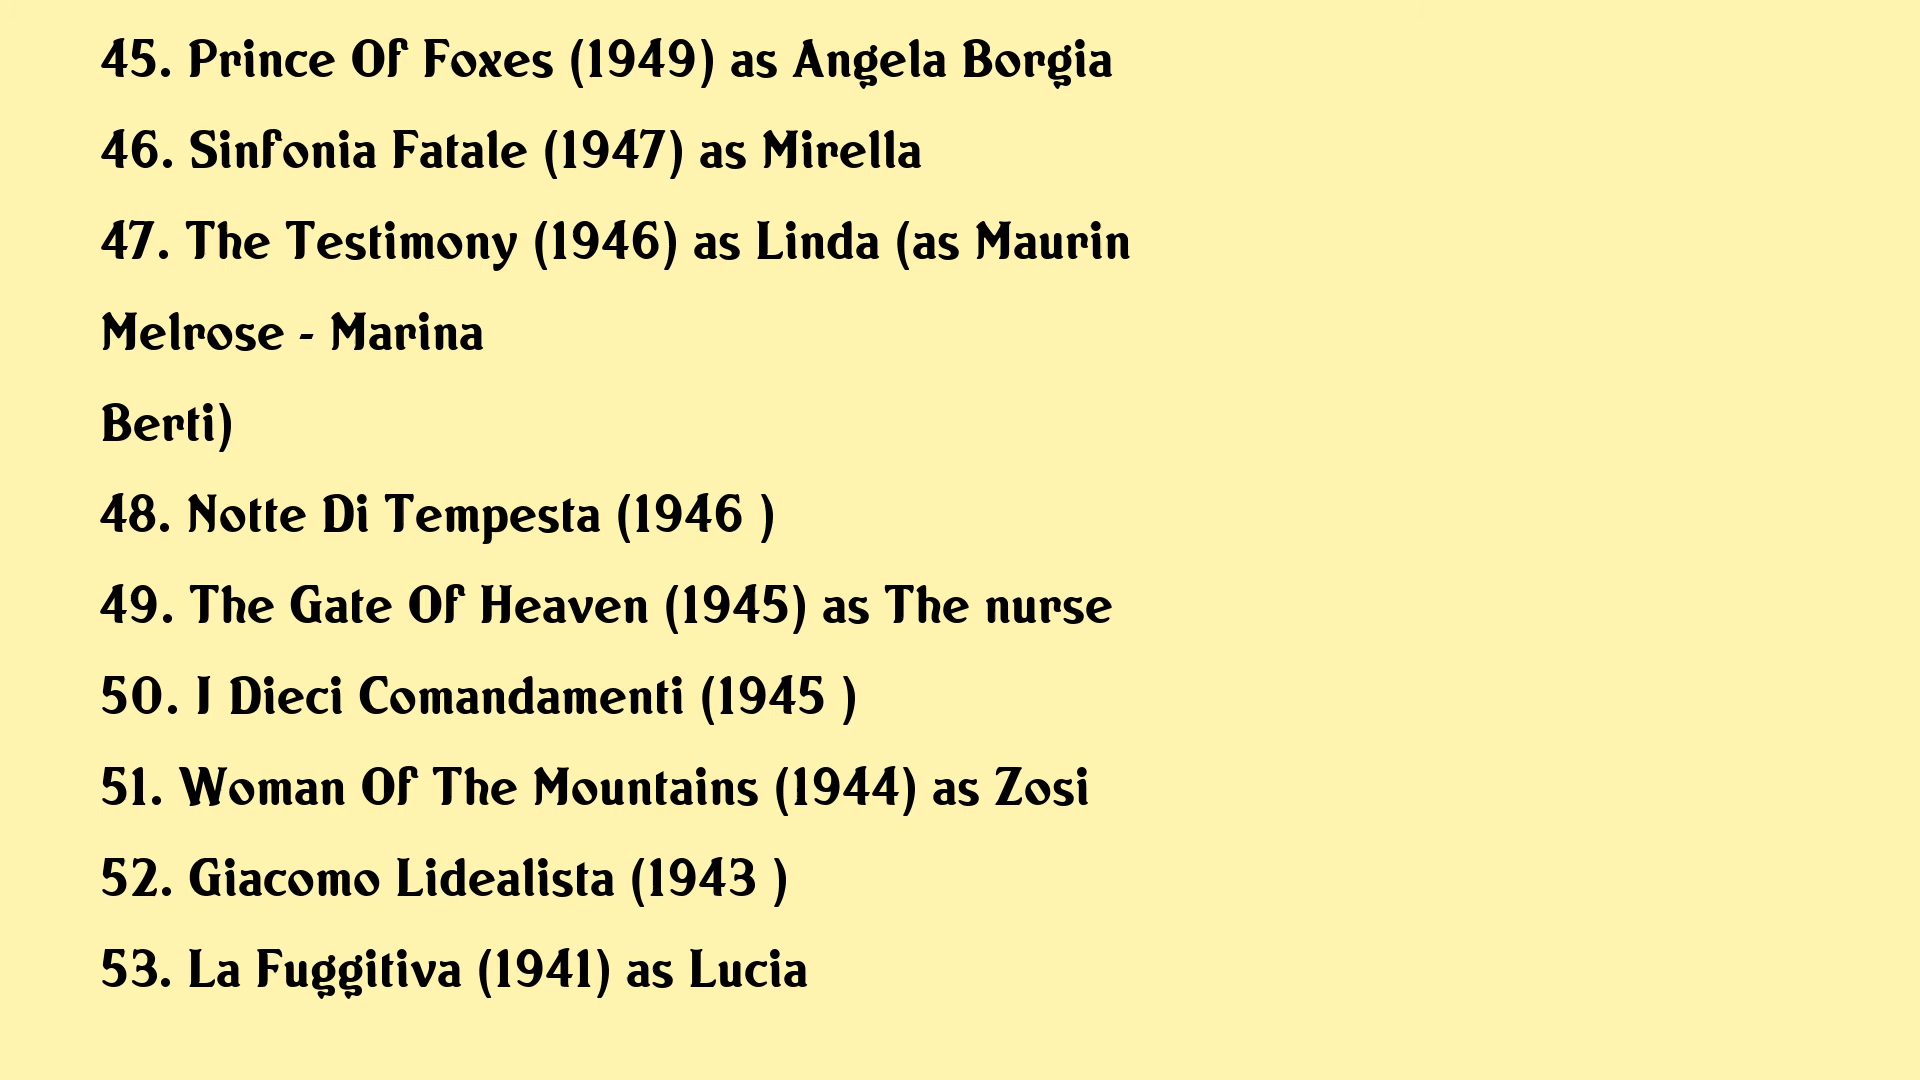 45. Prince Of Foxes (1949) as Angela Borgia
46. Sinfonia Fatale (1947) as Mirella
47. The Testimony (1946) as Linda (as Maurin
Melrose - Marina
Berti)
48. Notte Di Tempesta (1946 )
49. The Gate Of Heaven (1945) as The nurse
50. I Dieci Comandamenti (1945 )
51. Woman Of The Mountains (1944) as Zosi
52. Giacomo Lidealista (1943 )
53. La Fuggitiva (1941) as Lucia